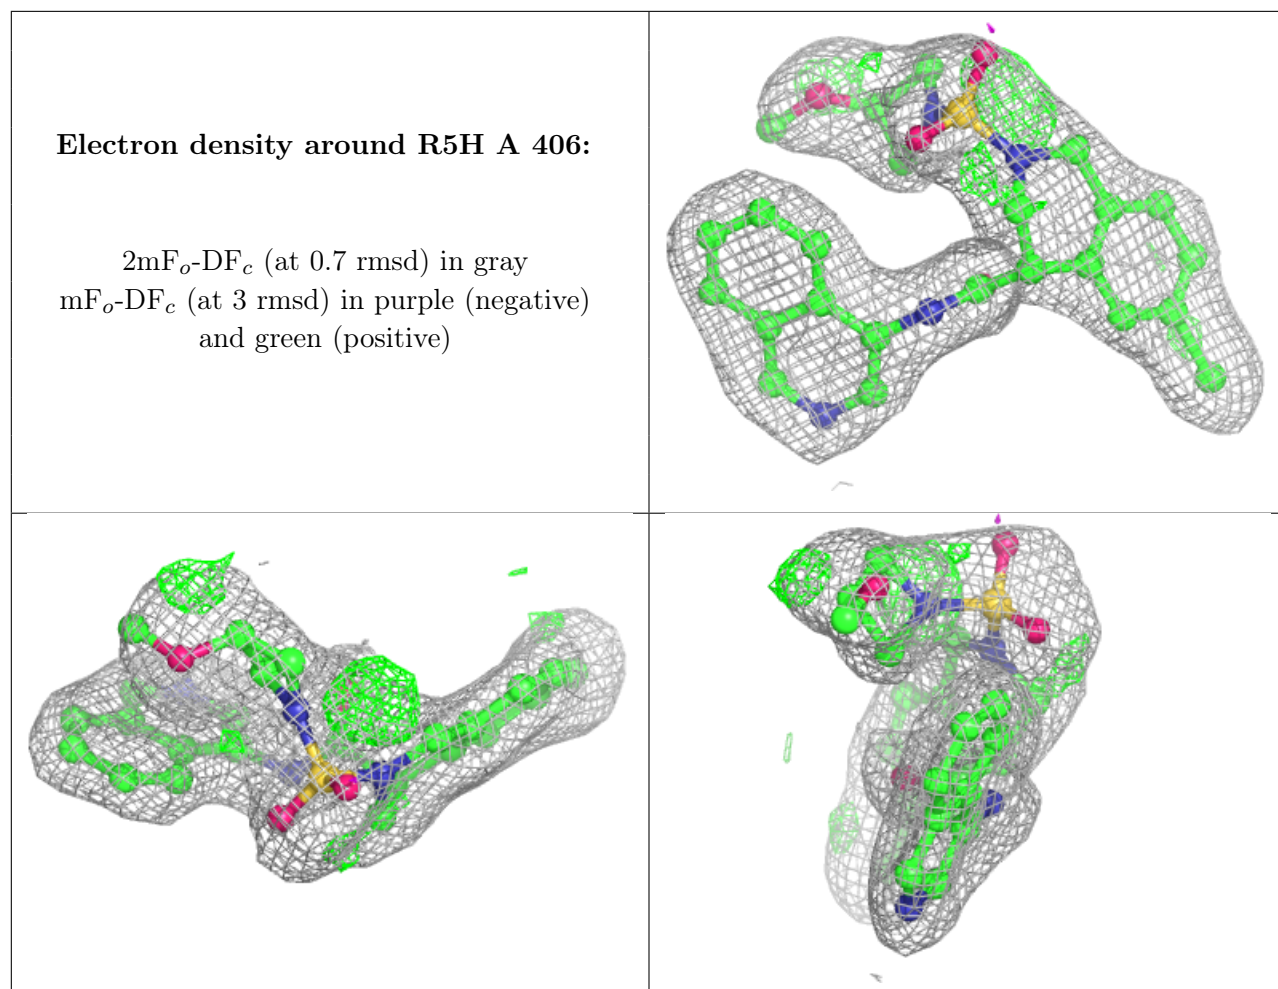 Electron density around R5H A 406:
2mFo-DFc (at 0.7 rmsd) in gray
mFo-DFc (at 3 rmsd) in purple (negative)
and green (positive)